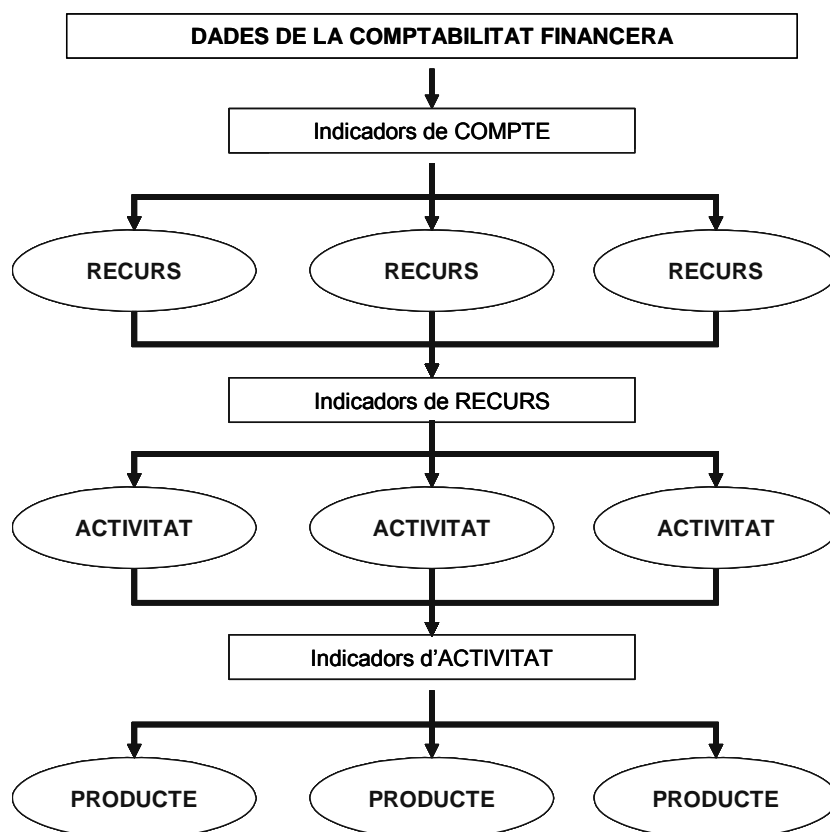 DADES DE LA COMPTABILITAT FINANCERA
Indicadors de COMPTE
RECURS
RECURS
RECURS
Indicadors de RECURS
ACTIVITAT
ACTIVITAT
ACTIVITAT
Indicadors d'ACTIVITAT
PRODUCTE
PRODUCTE
PRODUCTE